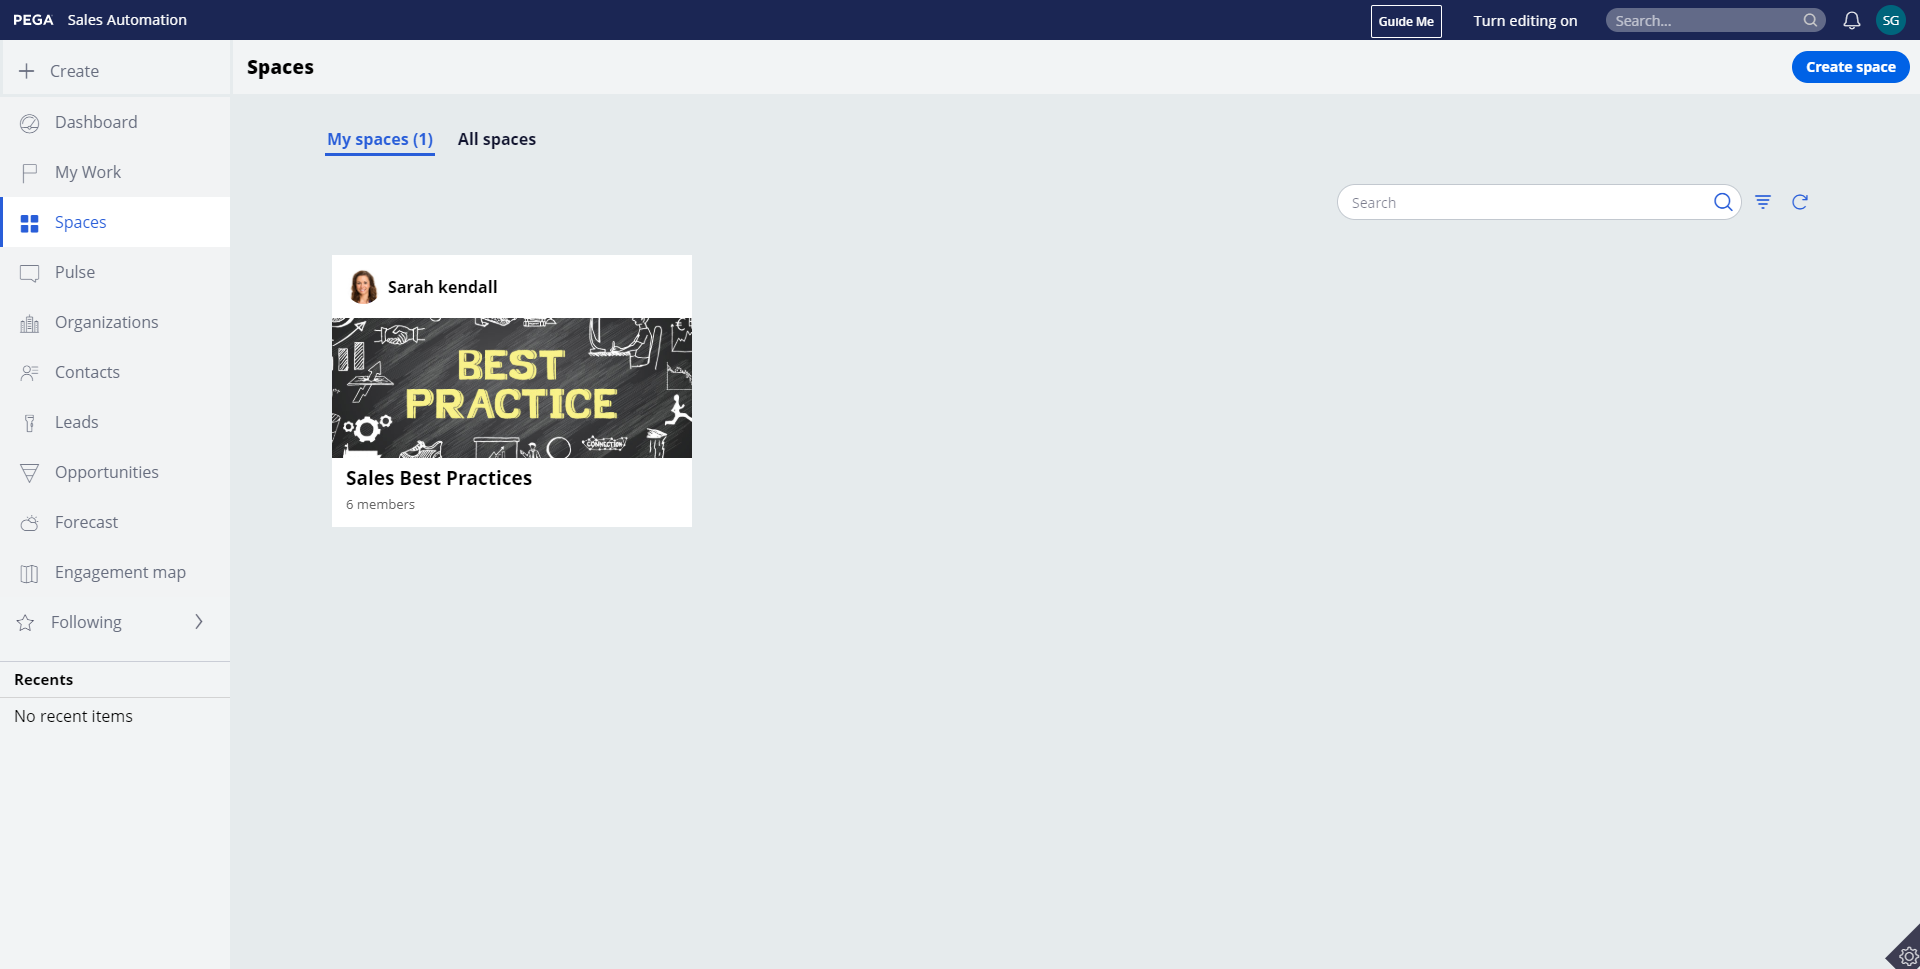 PEGA Sales Automation
Guide Me
Turn editing on
Search...
SG
Create
Spaces
Create space
Dashboard
My Work
Spaces
Pulse
Organizations
Contacts
Leads
Opportunities
Forecast
Engagement map
Following
Recents
No recent items
My spaces (1)
All spaces
Search
Sarah kendall
BEST
PRACTICE
CONNECTION
Sales Best Practices
6 members